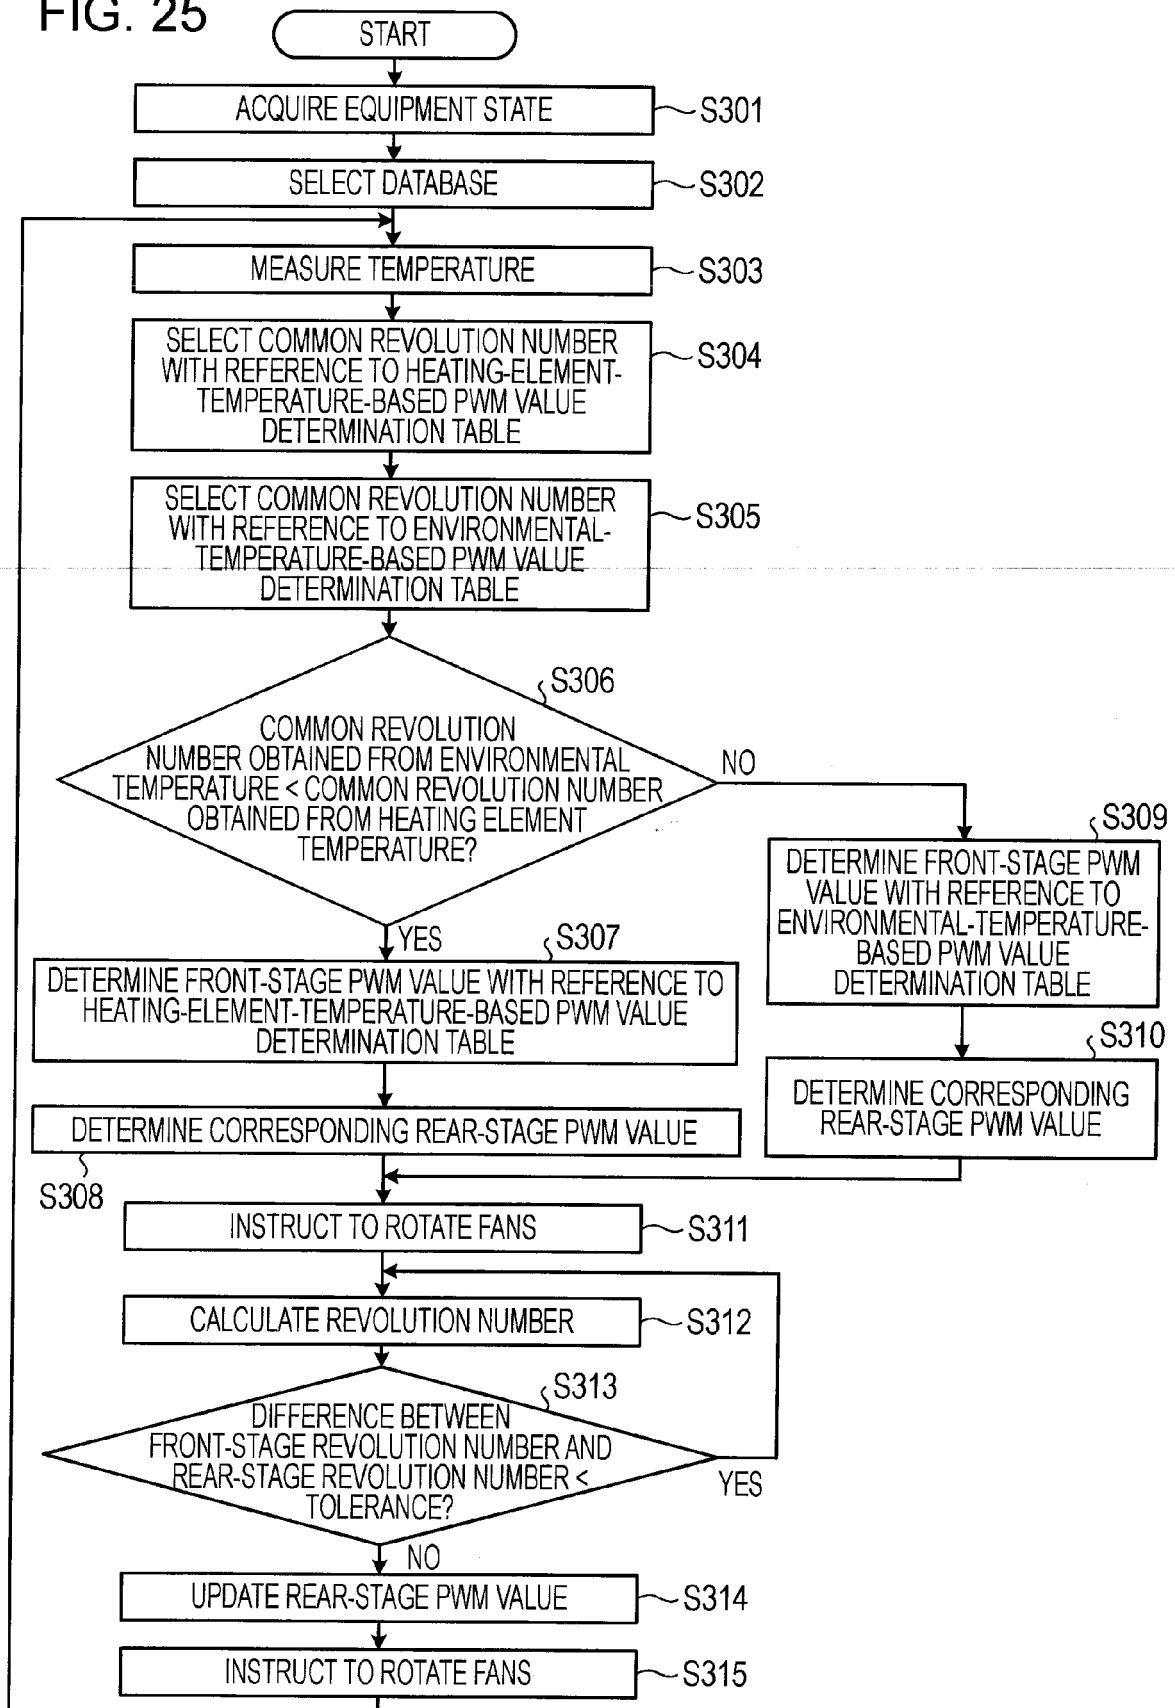 FIG. 25
START
ACQUIRE EQUIPMENT STATE
S301
SELECT DATABASE
S302
MEASURE TEMPERATURE
S303
SELECT COMMON REVOLUTION NUMBER
WITH REFERENCE TO HEATING-ELEMENT-
TEMPERATURE-BASED PWM VALUE
DETERMINATION TABLE
S304
SELECT COMMON REVOLUTION NUMBER
WITH REFERENCE TO ENVIRONMENTAL-
TEMPERATURE-BASED PWM VALUE
DETERMINATION TABLE
S305
S306
COMMON REVOLUTION
NUMBER OBTAINED FROM ENVIRONMENTAL
TEMPERATURE < COMMON REVOLUTION NUMBER
OBTAINED FROM HEATING ELEMENT
TEMPERATURE?
NO
YES
S307
DETERMINE FRONT-STAGE PWM VALUE WITH REFERENCE TO
HEATING-ELEMENT-TEMPERATURE-BASED PWM VALUE
DETERMINATION TABLE
DETERMINE CORRESPONDING REAR-STAGE PWM VALUE
S308
S309
DETERMINE FRONT-STAGE PWM
VALUE WITH REFERENCE TO
ENVIRONMENTAL-TEMPERATURE-
BASED PWM VALUE
DETERMINATION TABLE
S310
DETERMINE CORRESPONDING
REAR-STAGE PWM VALUE
INSTRUCT TO ROTATE FANS
S311
CALCULATE REVOLUTION NUMBER
S312
S313
DIFFERENCE BETWEEN
FRONT-STAGE REVOLUTION NUMBER AND
REAR-STAGE REVOLUTION NUMBER <
TOLERANCE?
YES
NO
UPDATE REAR-STAGE PWM VALUE
S314
INSTRUCT TO ROTATE FANS
S315